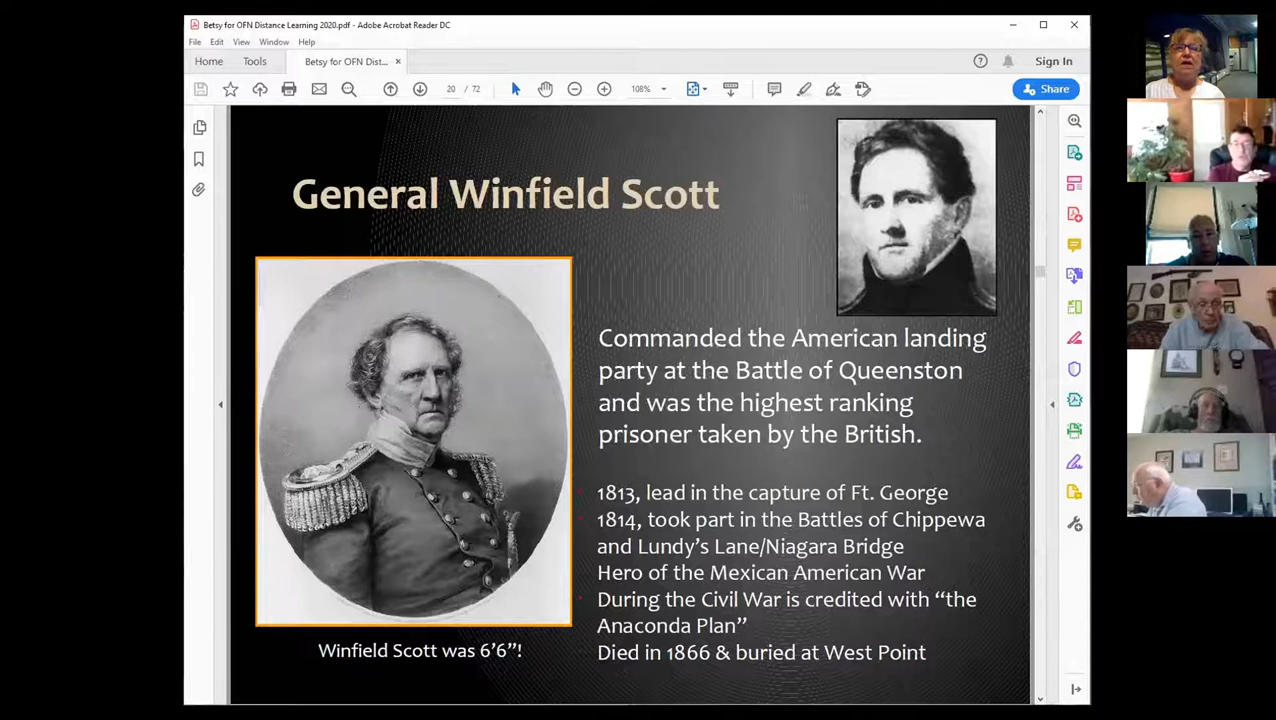 Betsy for OFN Distance Learning 2020.pdf - Adobe Acrobat Reader DC
File Edit View Window Help
Home Tools Betsy for OFN Dist... Sign In
20 / 72 108% Share
General Winfield Scott
Commanded the American landing
party at the Battle of Queenston
and was the highest ranking
prisoner taken by the British.
1813, lead in the capture of Ft. George
1814, took part in the Battles of Chippewa
and Lundy's Lane/Niagara Bridge
Hero of the Mexican American War
During the Civil War is credited with “the
Anaconda Plan”
Died in 1866 & buried at West Point
Winfield Scott was 6’6”!